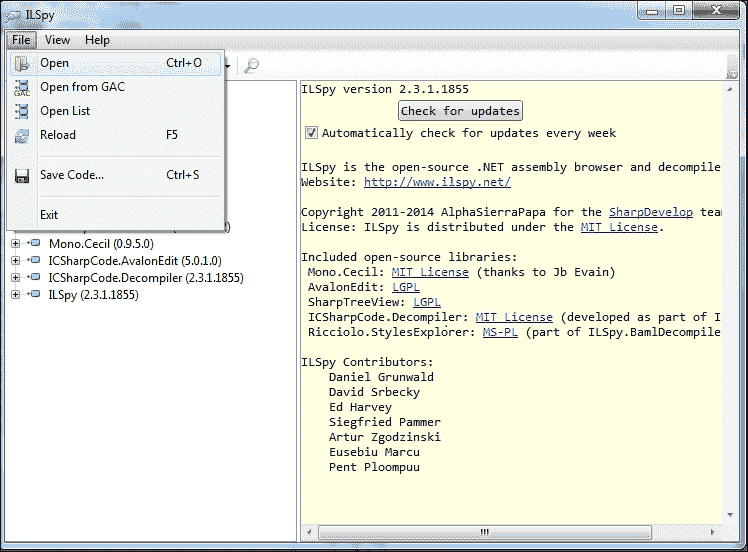 ILSpy
File View Help
Open Ctrl+O
GAC Open from GAC
Open List
Reload F5
Save Code... Ctrl+S
Exit
Mono.Cecil (0.9.5.0)
ICSharpCode.AvalonEdit (5.0.1.0)
ICSharpCode.Decompiler (2.3.1.1855)
ILSpy (2.3.1.1855)
ILSpy version 2.3.1.1855
Check for updates
Automatically check for updates every week
ILSpy is the open-source .NET assembly browser and decompile
Website: http://www.ilspy.net/
Copyright 2011-2014 AlphaSierraPapa for the SharpDevelop team
License: ILSpy is distributed under the MIT License.
Included open-source libraries:
Mono.Cecil: MIT License (thanks to Jb Evain)
AvalonEdit: LGPL
SharpTreeView: LGPL
ICSharpCode.Decompiler: MIT License (developed as part of I
Ricciolo.StylesExplorer: MS-PL (part of ILSpy.BamlDecompile
ILSpy Contributors:
Daniel Grunwald
David Srbecky
Ed Harvey
Siegfried Pammer
Artur Zgodzinski
Eusebiu Marcu
Pent Ploompuu